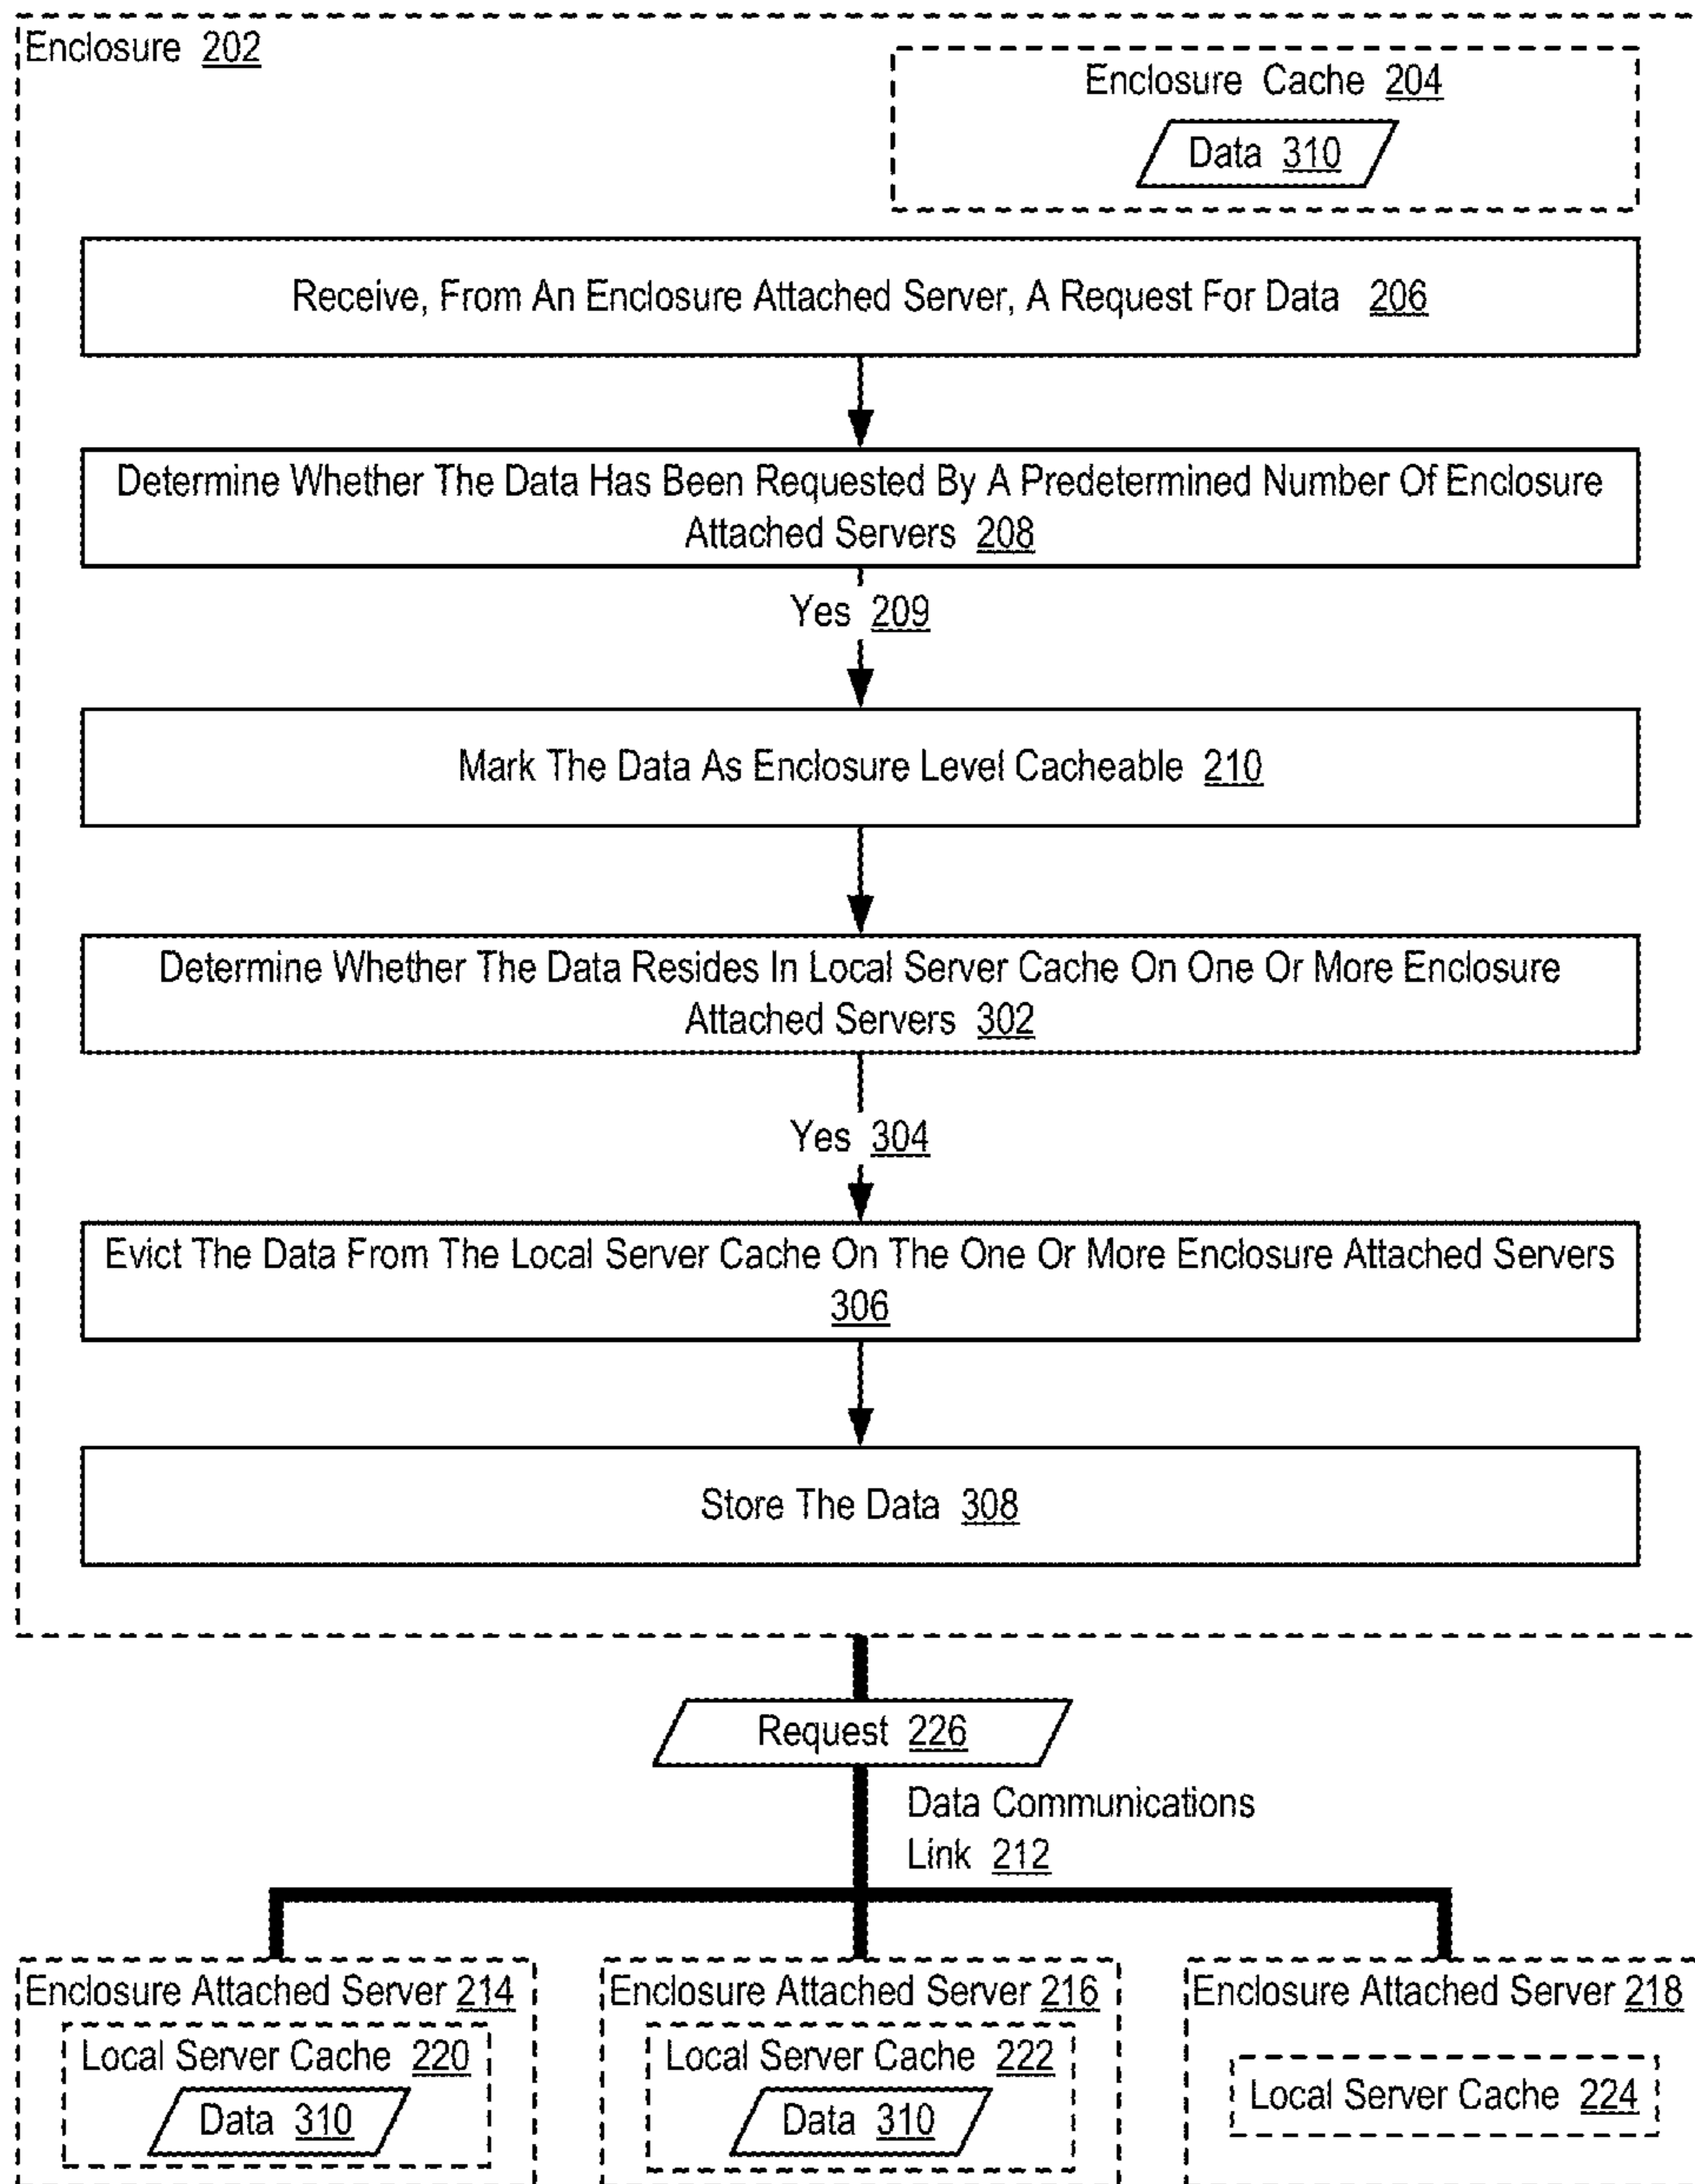 Enclosure 202
Enclosure Cache 204
Data 310
Receive, From An Enclosure Attached Server, A Request For Data 206
Determine Whether The Data Has Been Requested By A Predetermined Number Of Enclosure
Attached Servers 208
Yes 209
Mark The Data As Enclosure Level Cacheable 210
Determine Whether The Data Resides In Local Server Cache On One Or More Enclosure
Attached Servers 302
Yes 304
Evict The Data From The Local Server Cache On The One Or More Enclosure Attached Servers
306
Store The Data 308
Request 226
Data Communications
Link 212
Enclosure Attached Server 214
Local Server Cache 220
Data 310
Enclosure Attached Server 216
Local Server Cache 222
Data 310
Enclosure Attached Server 218
Local Server Cache 224